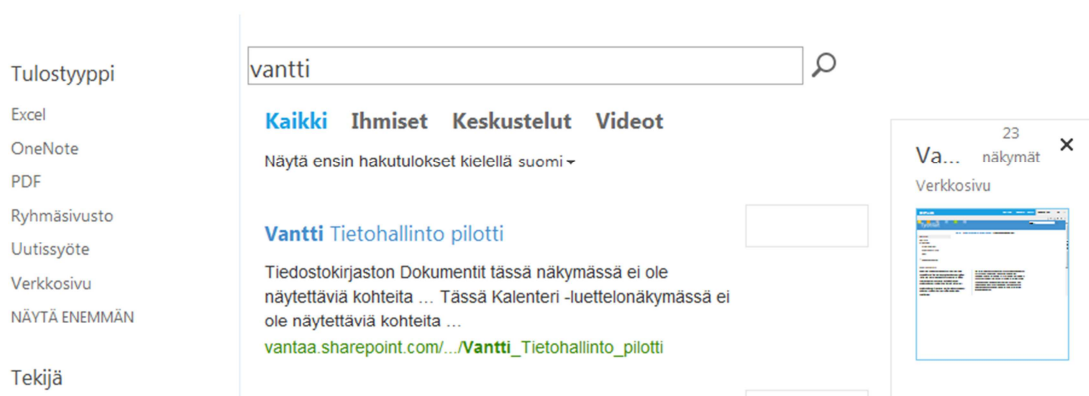 Tulostyyppi
Excel
OneNote
PDF
Ryhmäsivusto
Uutissyöte
Verkkosivu
NÄYTÄ ENEMMÄN
Tekijä
vantti
Kaikki Ihmiset Keskustelut Videot
Näytä ensin hakutulokset kielellä suomi
Vantti Tietohallinto pilotti
Tiedostokirjaston Dokumentit tässä näkymässä ei ole
näytettäviä kohteita ... Tässä Kalenteri -luettelonäkymässä ei
ole näytettäviä kohteita ...
vantaa.sharepoint.com/.../Vantti_Tietohallinto_pilotti
Va... 23 näkymät
Verkkosivu